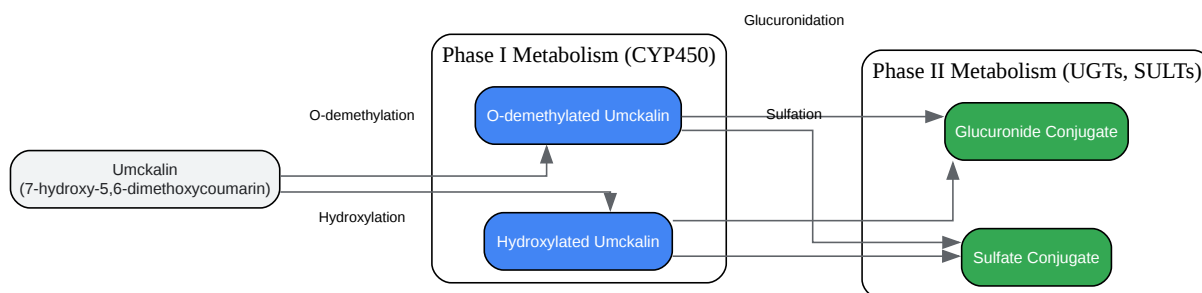 Glucuronidation
Phase I Metabolism (CYP450)
Phase II Metabolism (UGTs, SULTs)
O-demethylation
O-demethylated Umckalin
Sulfation
Glucuronide Conjugate
Umckalin
(7-hydroxy-5,6-dimethoxycoumarin)
Hydroxylation
Hydroxylated Umckalin
Sulfate Conjugate